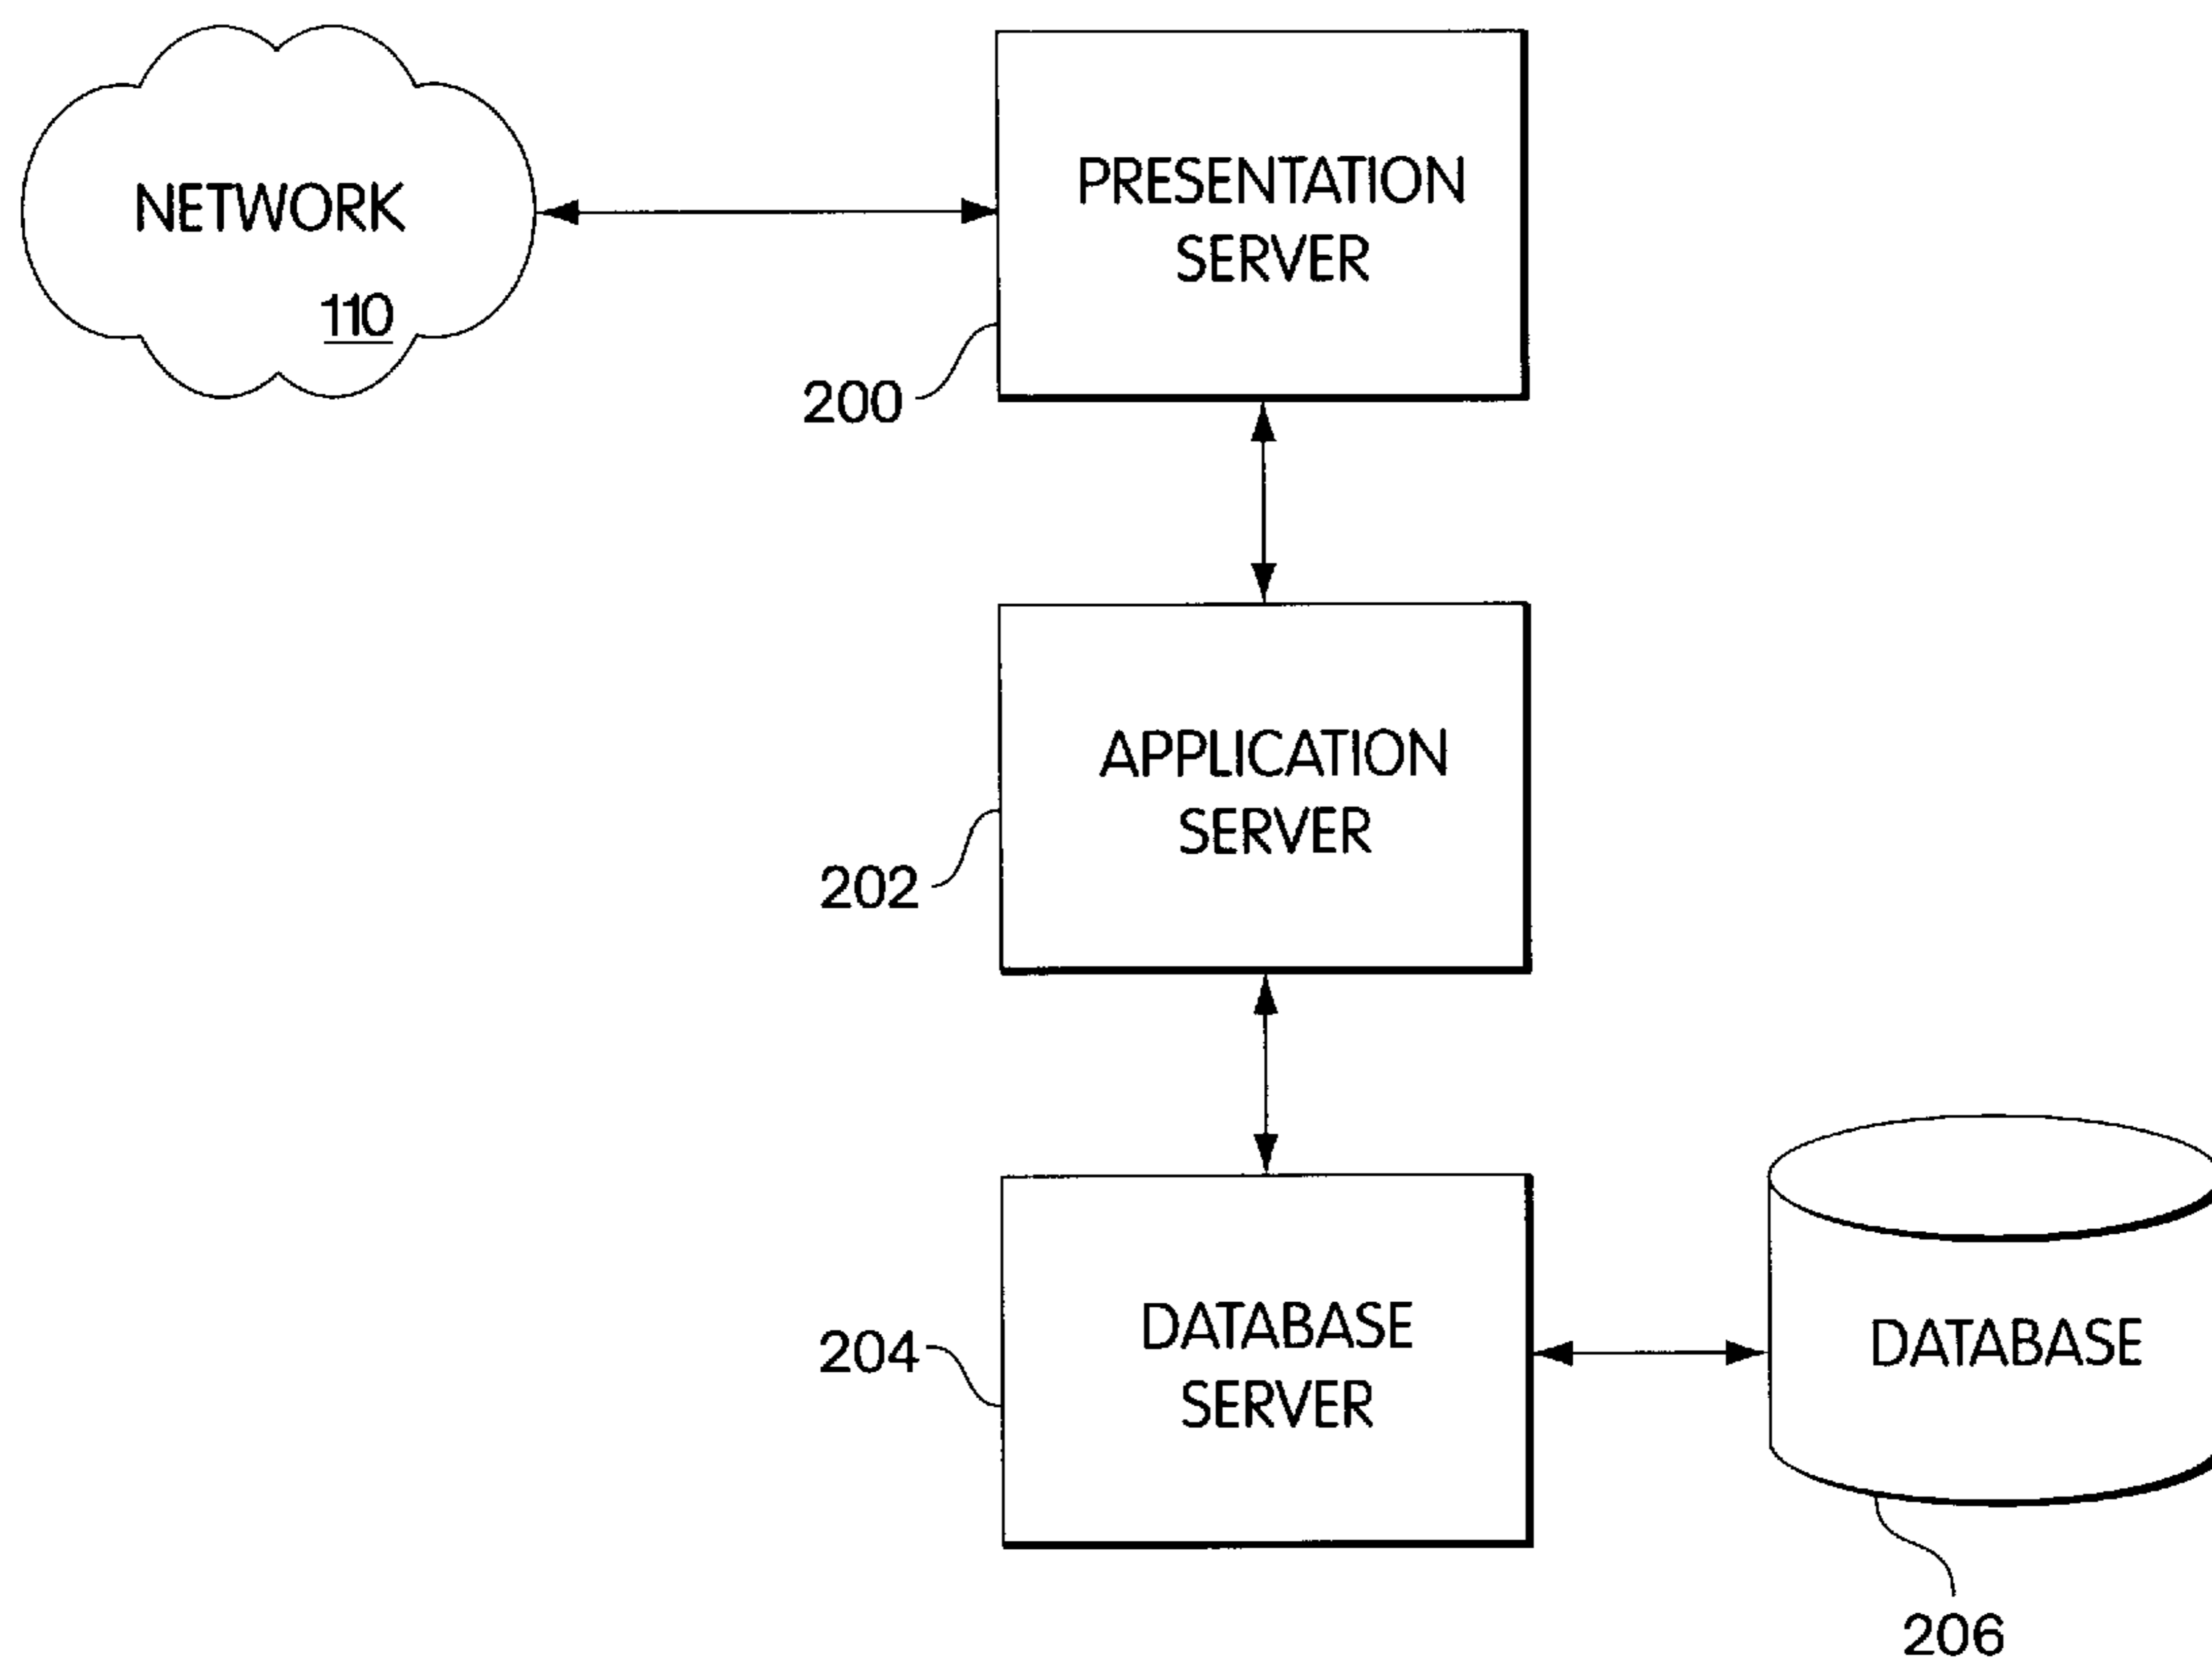 NETWORK
110
PRESENTATION
SERVER
200
APPLICATION
SERVER
202
DATABASE
SERVER
204
DATABASE
206